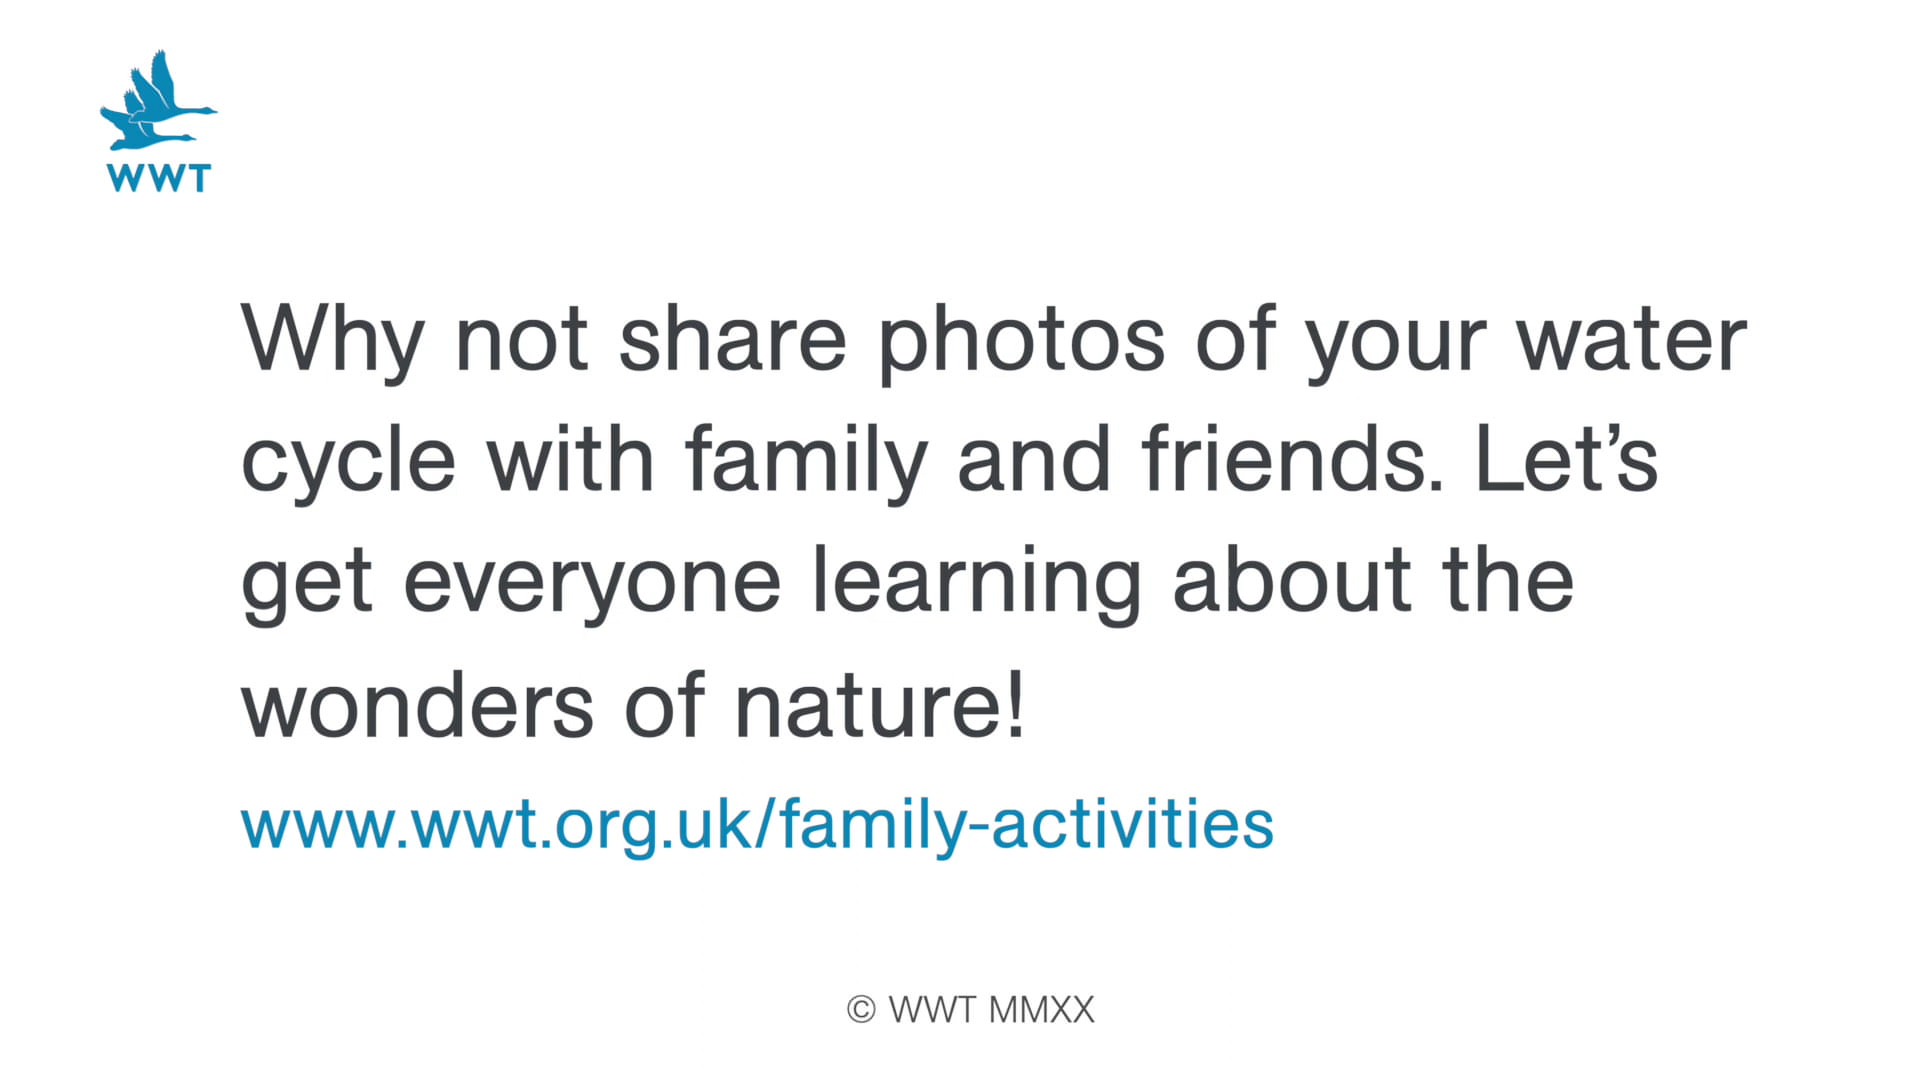 WWT
Why not share photos of your water
cycle with family and friends. Let’s
get everyone learning about the
wonders of nature!
www.wwt.org.uk/family-activities
© WWT MMXX